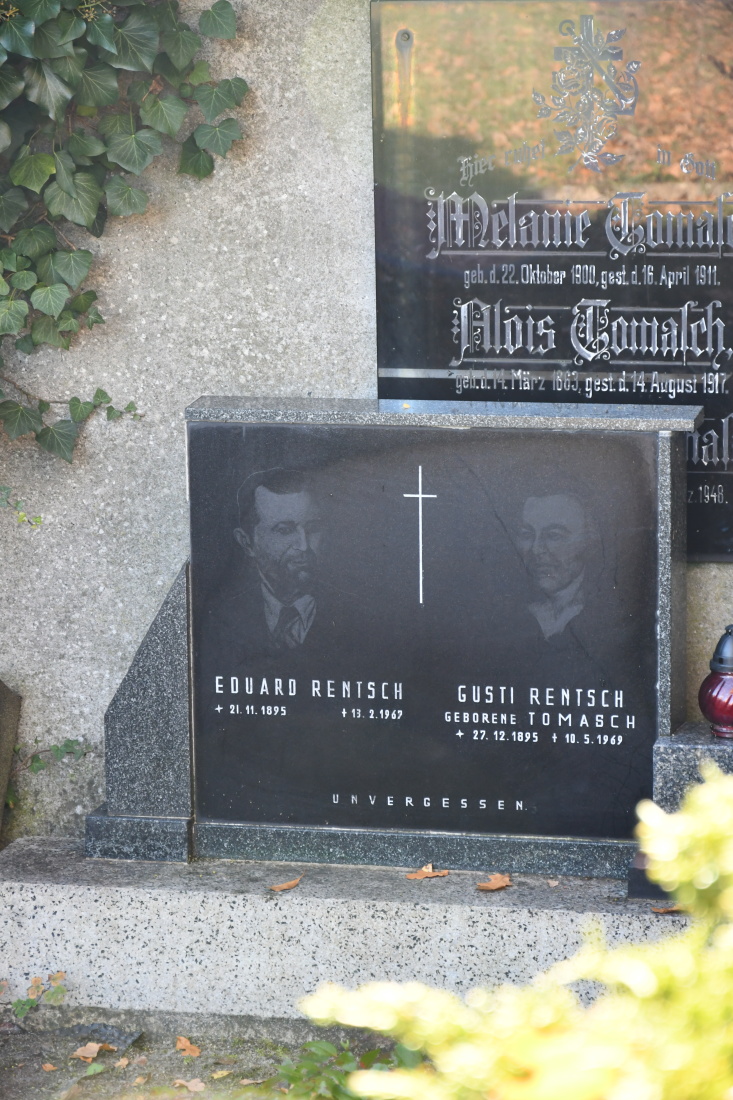 Hier ruhet in Gott
Melanie Tomasch
geb. d. 22. Oktober 1900, gest. d. 16. April 1911.
Alois Tomasch,
geb. d. 14. März 1863, gest. d. 14. August 1917.
1948.
EDUARD RENTSCH
+ 21.11.1895 † 13.2.1967
GUSTI RENTSCH
GEBORENE TOMASCH
+ 27.12.1895 † 10.5.1969
UNVERGESSEN